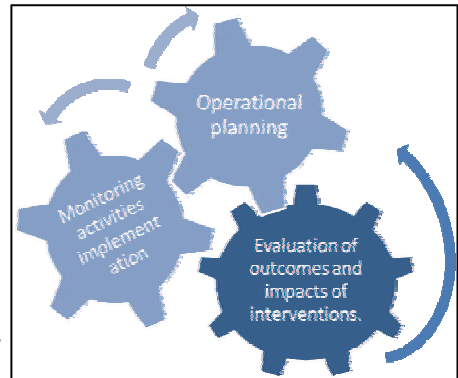 Operational
planning
Monitoring
activities
implement
ation
Evaluation of
outcomes and
impacts of
interventions.